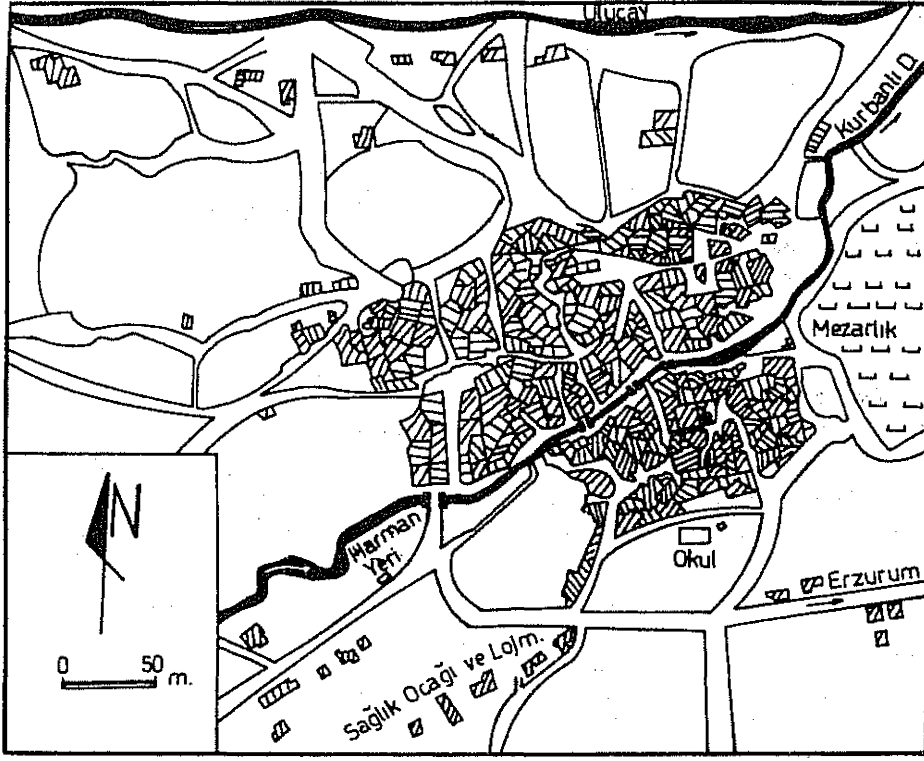 Uluçay
Kurbanlı D.
Mezarlık
N
Harman
Yeri
Okul
Erzurum
0 50 m.
Sağlık Ocağı ve Lojm.